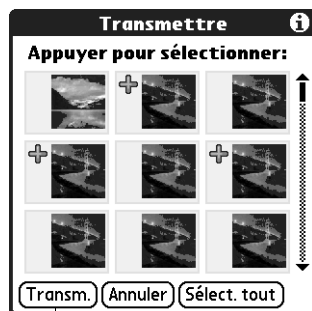 Transmettre
Appuyer pour sélectionner:
Transm. Annuler Sélect. tout